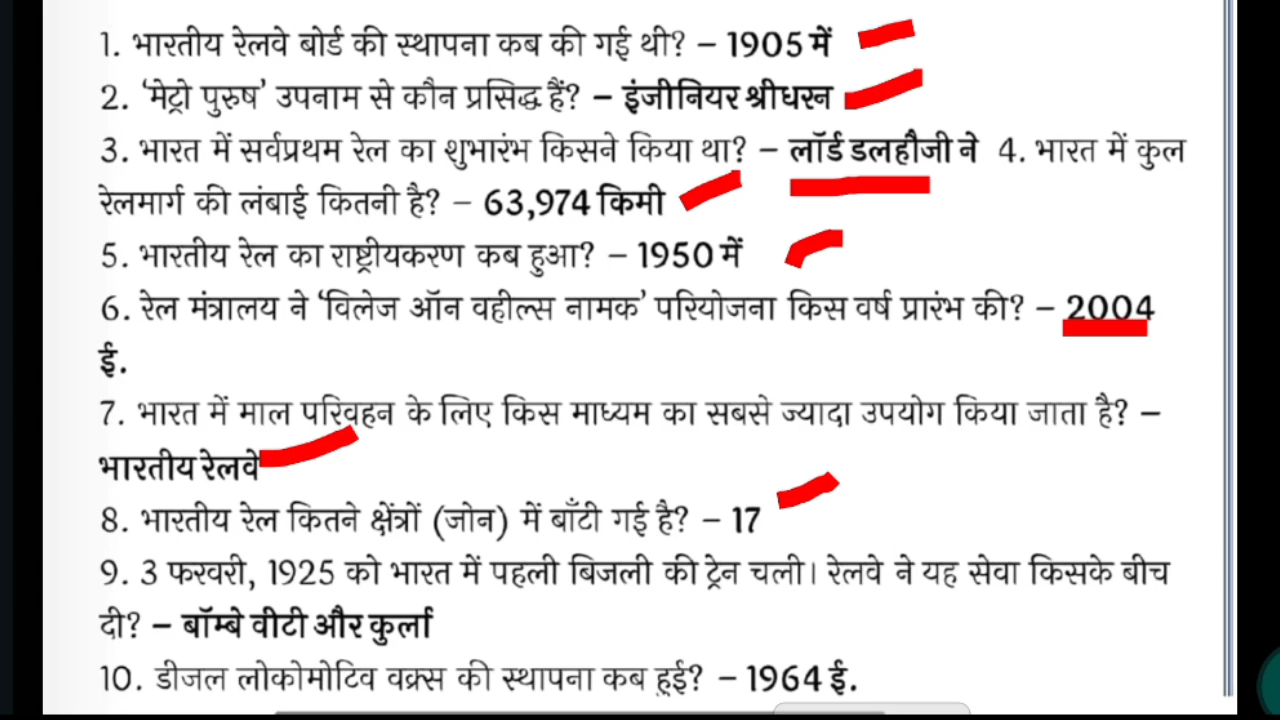 1. भारतीय रेलवे बोर्ड की स्थापना कब की गई थी? – 1905 में
2. ‘मेट्रो पुरुष’ उपनाम से कौन प्रसिद्ध हैं? – इंजीनियर श्रीधरन
3. भारत में सर्वप्रथम रेल का शुभारंभ किसने किया था? – लॉर्ड डलहौजी ने 4. भारत में कुल
रेलमार्ग की लंबाई कितनी है? – 63,974 किमी
5. भारतीय रेल का राष्ट्रीयकरण कब हुआ? – 1950 में
6. रेल मंत्रालय ने ‘विलेज ऑन वहील्स नामक’ परियोजना किस वर्ष प्रारंभ की? – 2004
ई.
7. भारत में माल परिवहन के लिए किस माध्यम का सबसे ज्यादा उपयोग किया जाता है? –
भारतीय रेलवे
8. भारतीय रेल कितने क्षेंत्रों (जोन) में बाँटी गई है? – 17
9. 3 फरवरी, 1925 को भारत में पहली बिजली की ट्रेन चली। रेलवे ने यह सेवा किसके बीच
दी? – बॉम्बे वीटी और कुर्ला
10. डीजल लोकोमोटिव वक्र्स की स्थापना कब हुई? – 1964 ई.